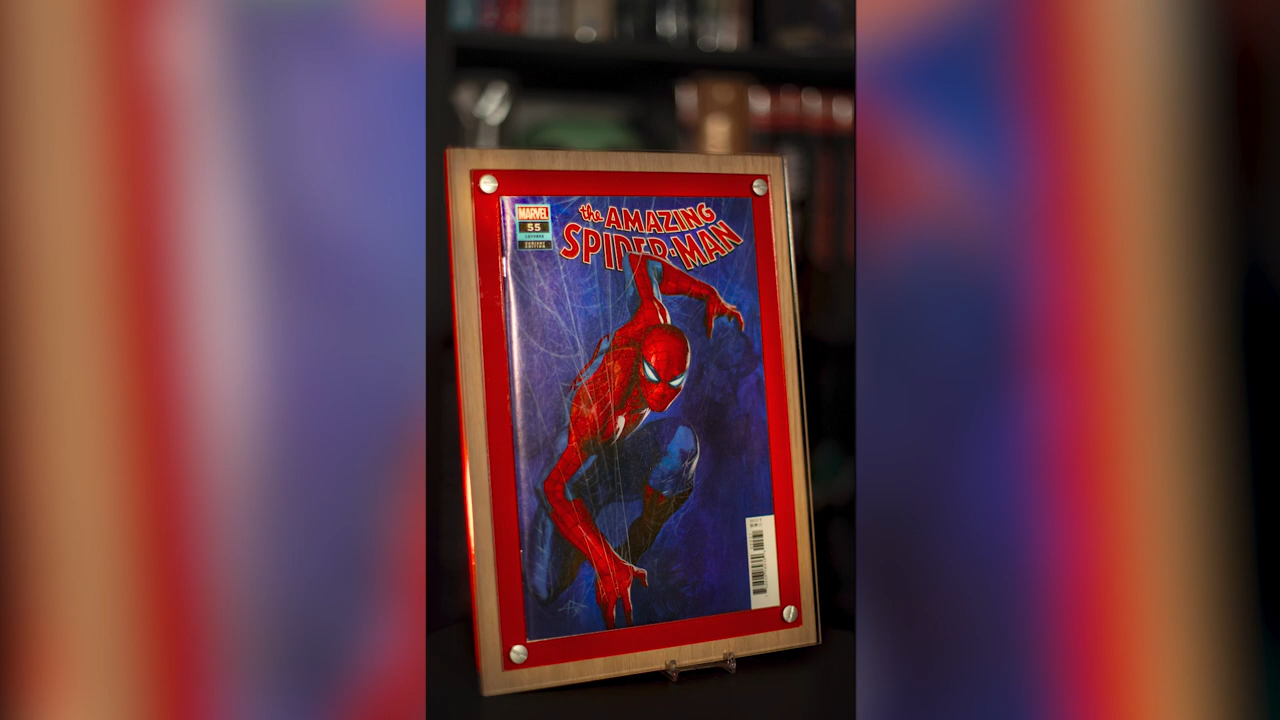 MARVEL
55
VARIANT
EDITION
the AMAZING
SPIDER-MAN